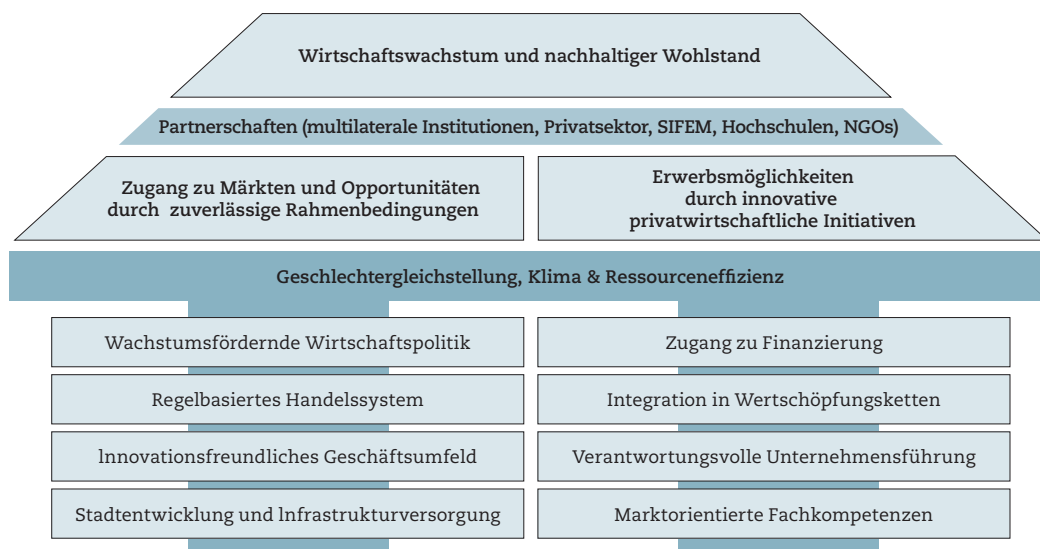 Wirtschaftswachstum und nachhaltiger Wohlstand
Partnerschaften (multilaterale Institutionen, Privatsektor, SIFEM, Hochschulen, NGOs)
Zugang zu Märkten und Opportunitäten
durch zuverlässige Rahmenbedingungen
Erwerbsmöglichkeiten
durch innovative
privatwirtschaftliche Initiativen
Geschlechtergleichstellung, Klima & Ressourceneffizienz
Wachstumsfördernde Wirtschaftspolitik
Zugang zu Finanzierung
Regelbasiertes Handelssystem
Integration in Wertschöpfungsketten
Innovationsfreundliches Geschäftsumfeld
Verantwortungsvolle Unternehmensführung
Stadtentwicklung und Infrastrukturversorgung
Marktorientierte Fachkompetenzen